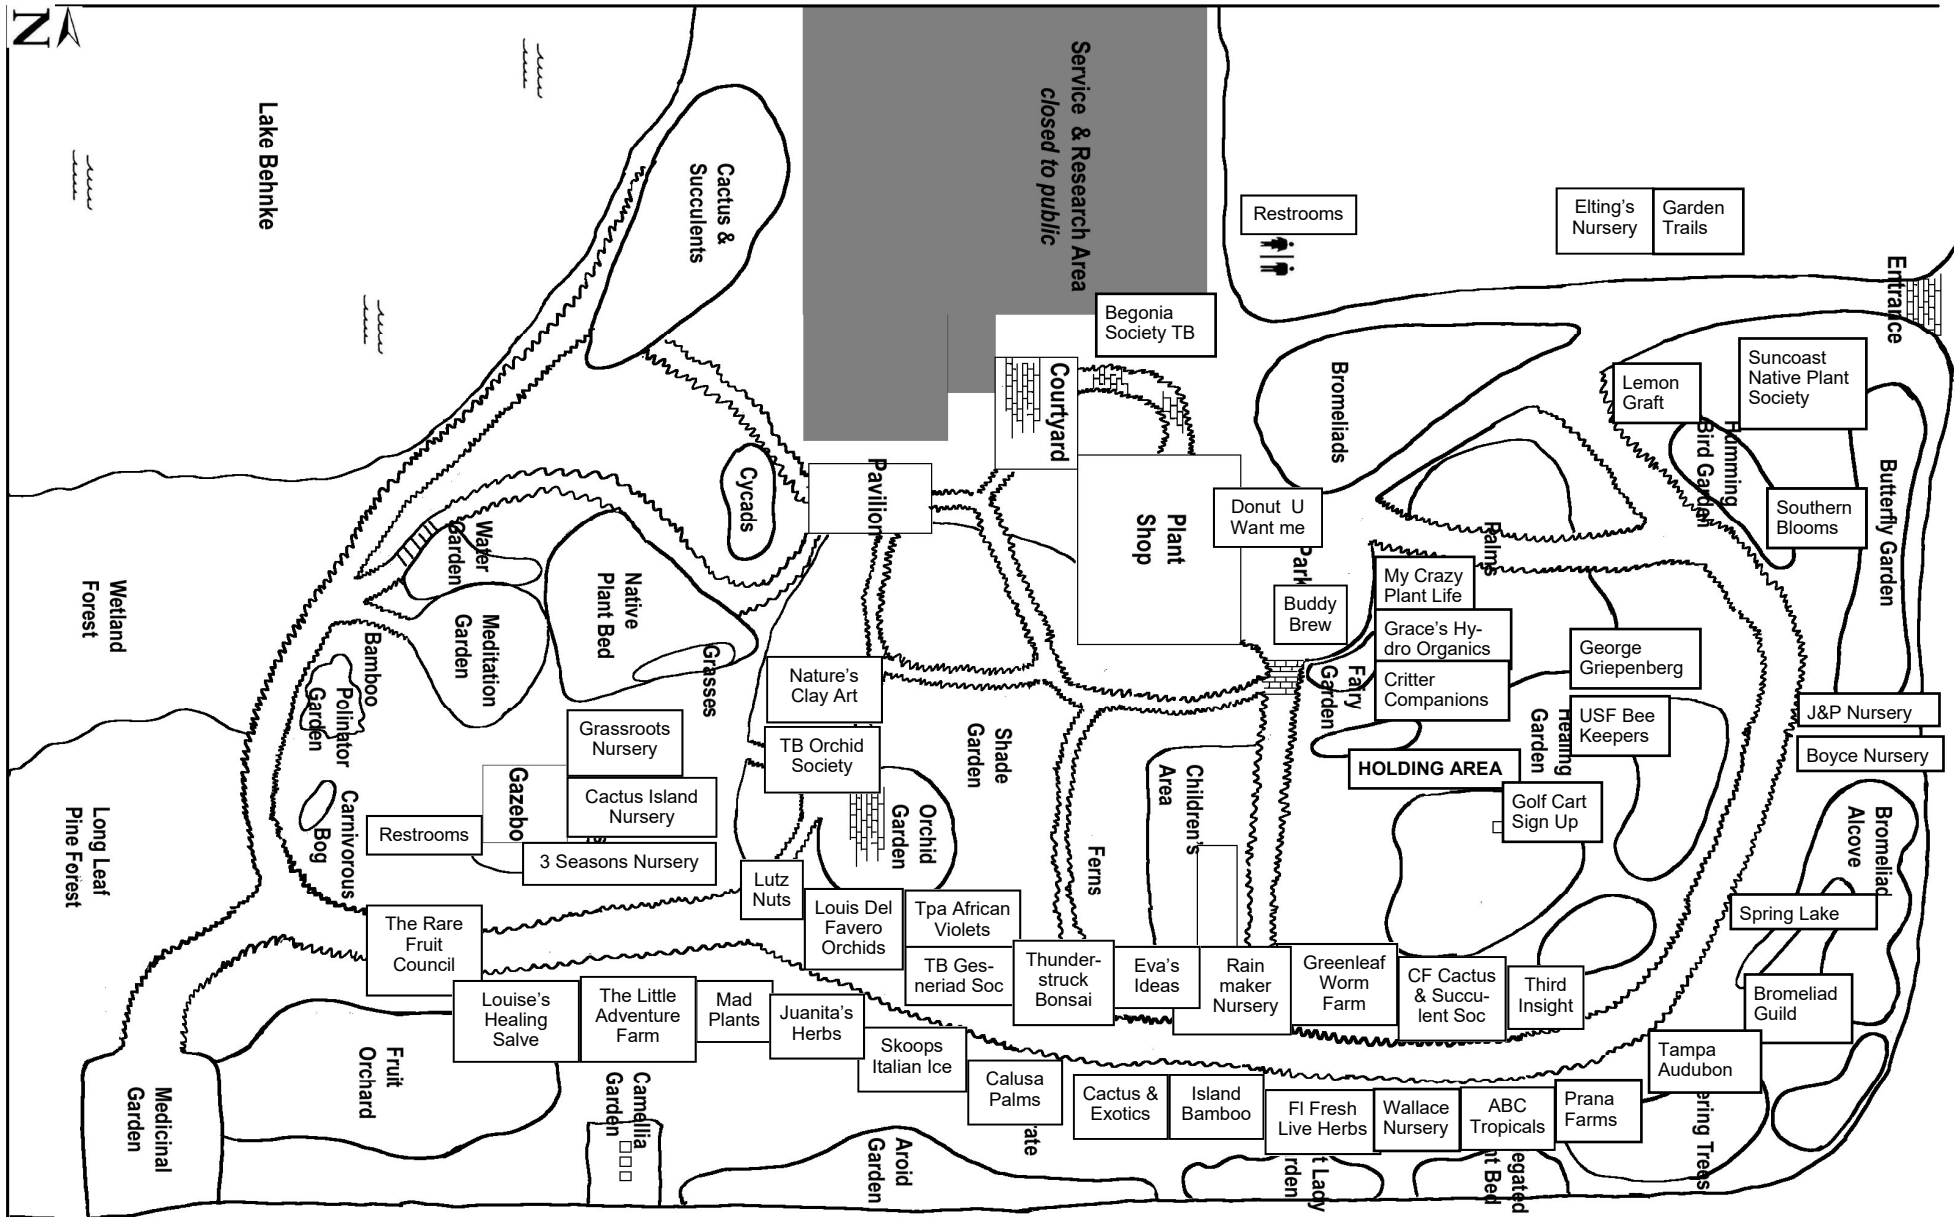 N
Lake Behnke
Cactus &
Succulents
Service & Research Area
closed to public
Restrooms
Elting's
Nursery
Garden
Trails
Entrance
Begonia
Society TB
Courtyard
Bromeliads
Lemon
Graft
Suncoast
Native Plant
Society
Humming
Bird Garden
Butterfly Garden
Southern
Blooms
Cycads
Pavilion
Plant
Shop
Donut U
Want me
Park
Palms
Buddy
Brew
My Crazy
Plant Life
Grace's Hy-
dro Organics
Critter
Companions
George
Griepenberg
Fairy
Garden
Healing
Garden
USF Bee
Keepers
J&P Nursery
Boyce Nursery
HOLDING AREA
Golf Cart
Sign Up
Bromeliad
Alcove
Spring Lake
Bromeliad
Guild
Wetland
Forest
Water
Garden
Native
Plant Bed
Meditation
Garden
Bamboo
Polinator
Garden
Grasses
Nature's
Clay Art
TB Orchid
Society
Grassroots
Nursery
Cactus Island
Nursery
Gazebo
Restrooms
3 Seasons Nursery
Carnivorous
Bog
Long Leaf
Pine Forest
Shade
Garden
Orchid
Garden
Ferns
Children's
Area
Lutz
Nuts
Louis Del
Favero
Orchids
Tpa African
Violets
TB Ges-
neriad Soc
Thunder-
struck
Bonsai
Eva's
Ideas
Rain
maker
Nursery
Greenleaf
Worm
Farm
CF Cactus
& Succu-
lent Soc
Third
Insight
The Rare
Fruit
Council
Louise's
Healing
Salve
The Little
Adventure
Farm
Mad
Plants
Juanita's
Herbs
Skoops
Italian Ice
Calusa
Palms
Cactus &
Exotics
Island
Bamboo
Fl Fresh
Live Herbs
Wallace
Nursery
ABC
Tropicals
Prana
Farms
Tampa
Audubon
Medicinal
Garden
Fruit
Orchard
Camellia
Garden
Aroid
Garden
ate
t Lady
rden
egated
t Bed
ering Trees